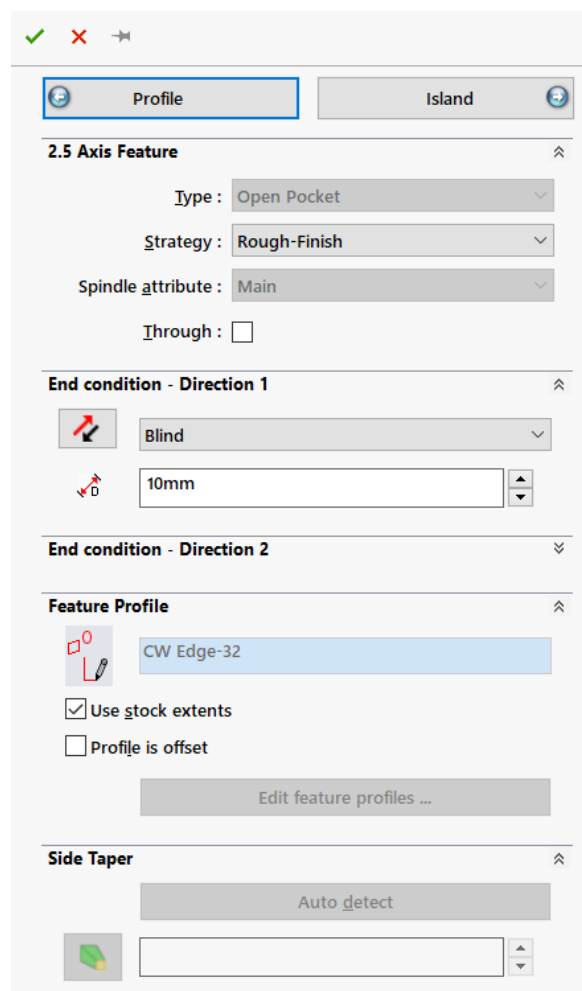 Profile
Island
2.5 Axis Feature
Type : Open Pocket
Strategy : Rough-Finish
Spindle attribute : Main
Through :
End condition - Direction 1
Blind
D 10mm
End condition - Direction 2
Feature Profile
CW Edge-32
Use stock extents
Profile is offset
Edit feature profiles ...
Side Taper
Auto detect